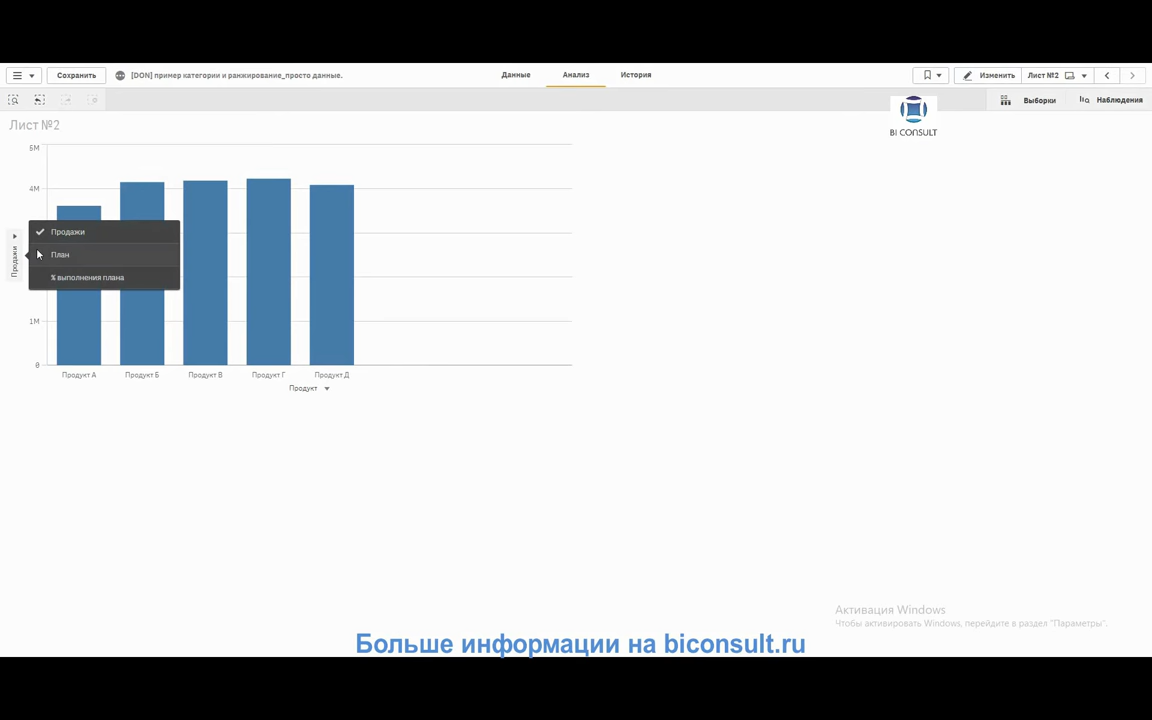 Сохранить
[DON] пример категории и ранжирование_просто данные.
Данные
Анализ
История
Изменить
Лист №2
Выборки
Наблюдения
BI CONSULT
Лист №2
5M
4M
1M
0
Продажи
Продажи
План
% выполнения плана
Продукт А
Продукт Б
Продукт В
Продукт Г
Продукт Д
Продукт
Активация Windows
Чтобы активировать Windows, перейдите в раздел "Параметры".
Больше информации на biconsult.ru